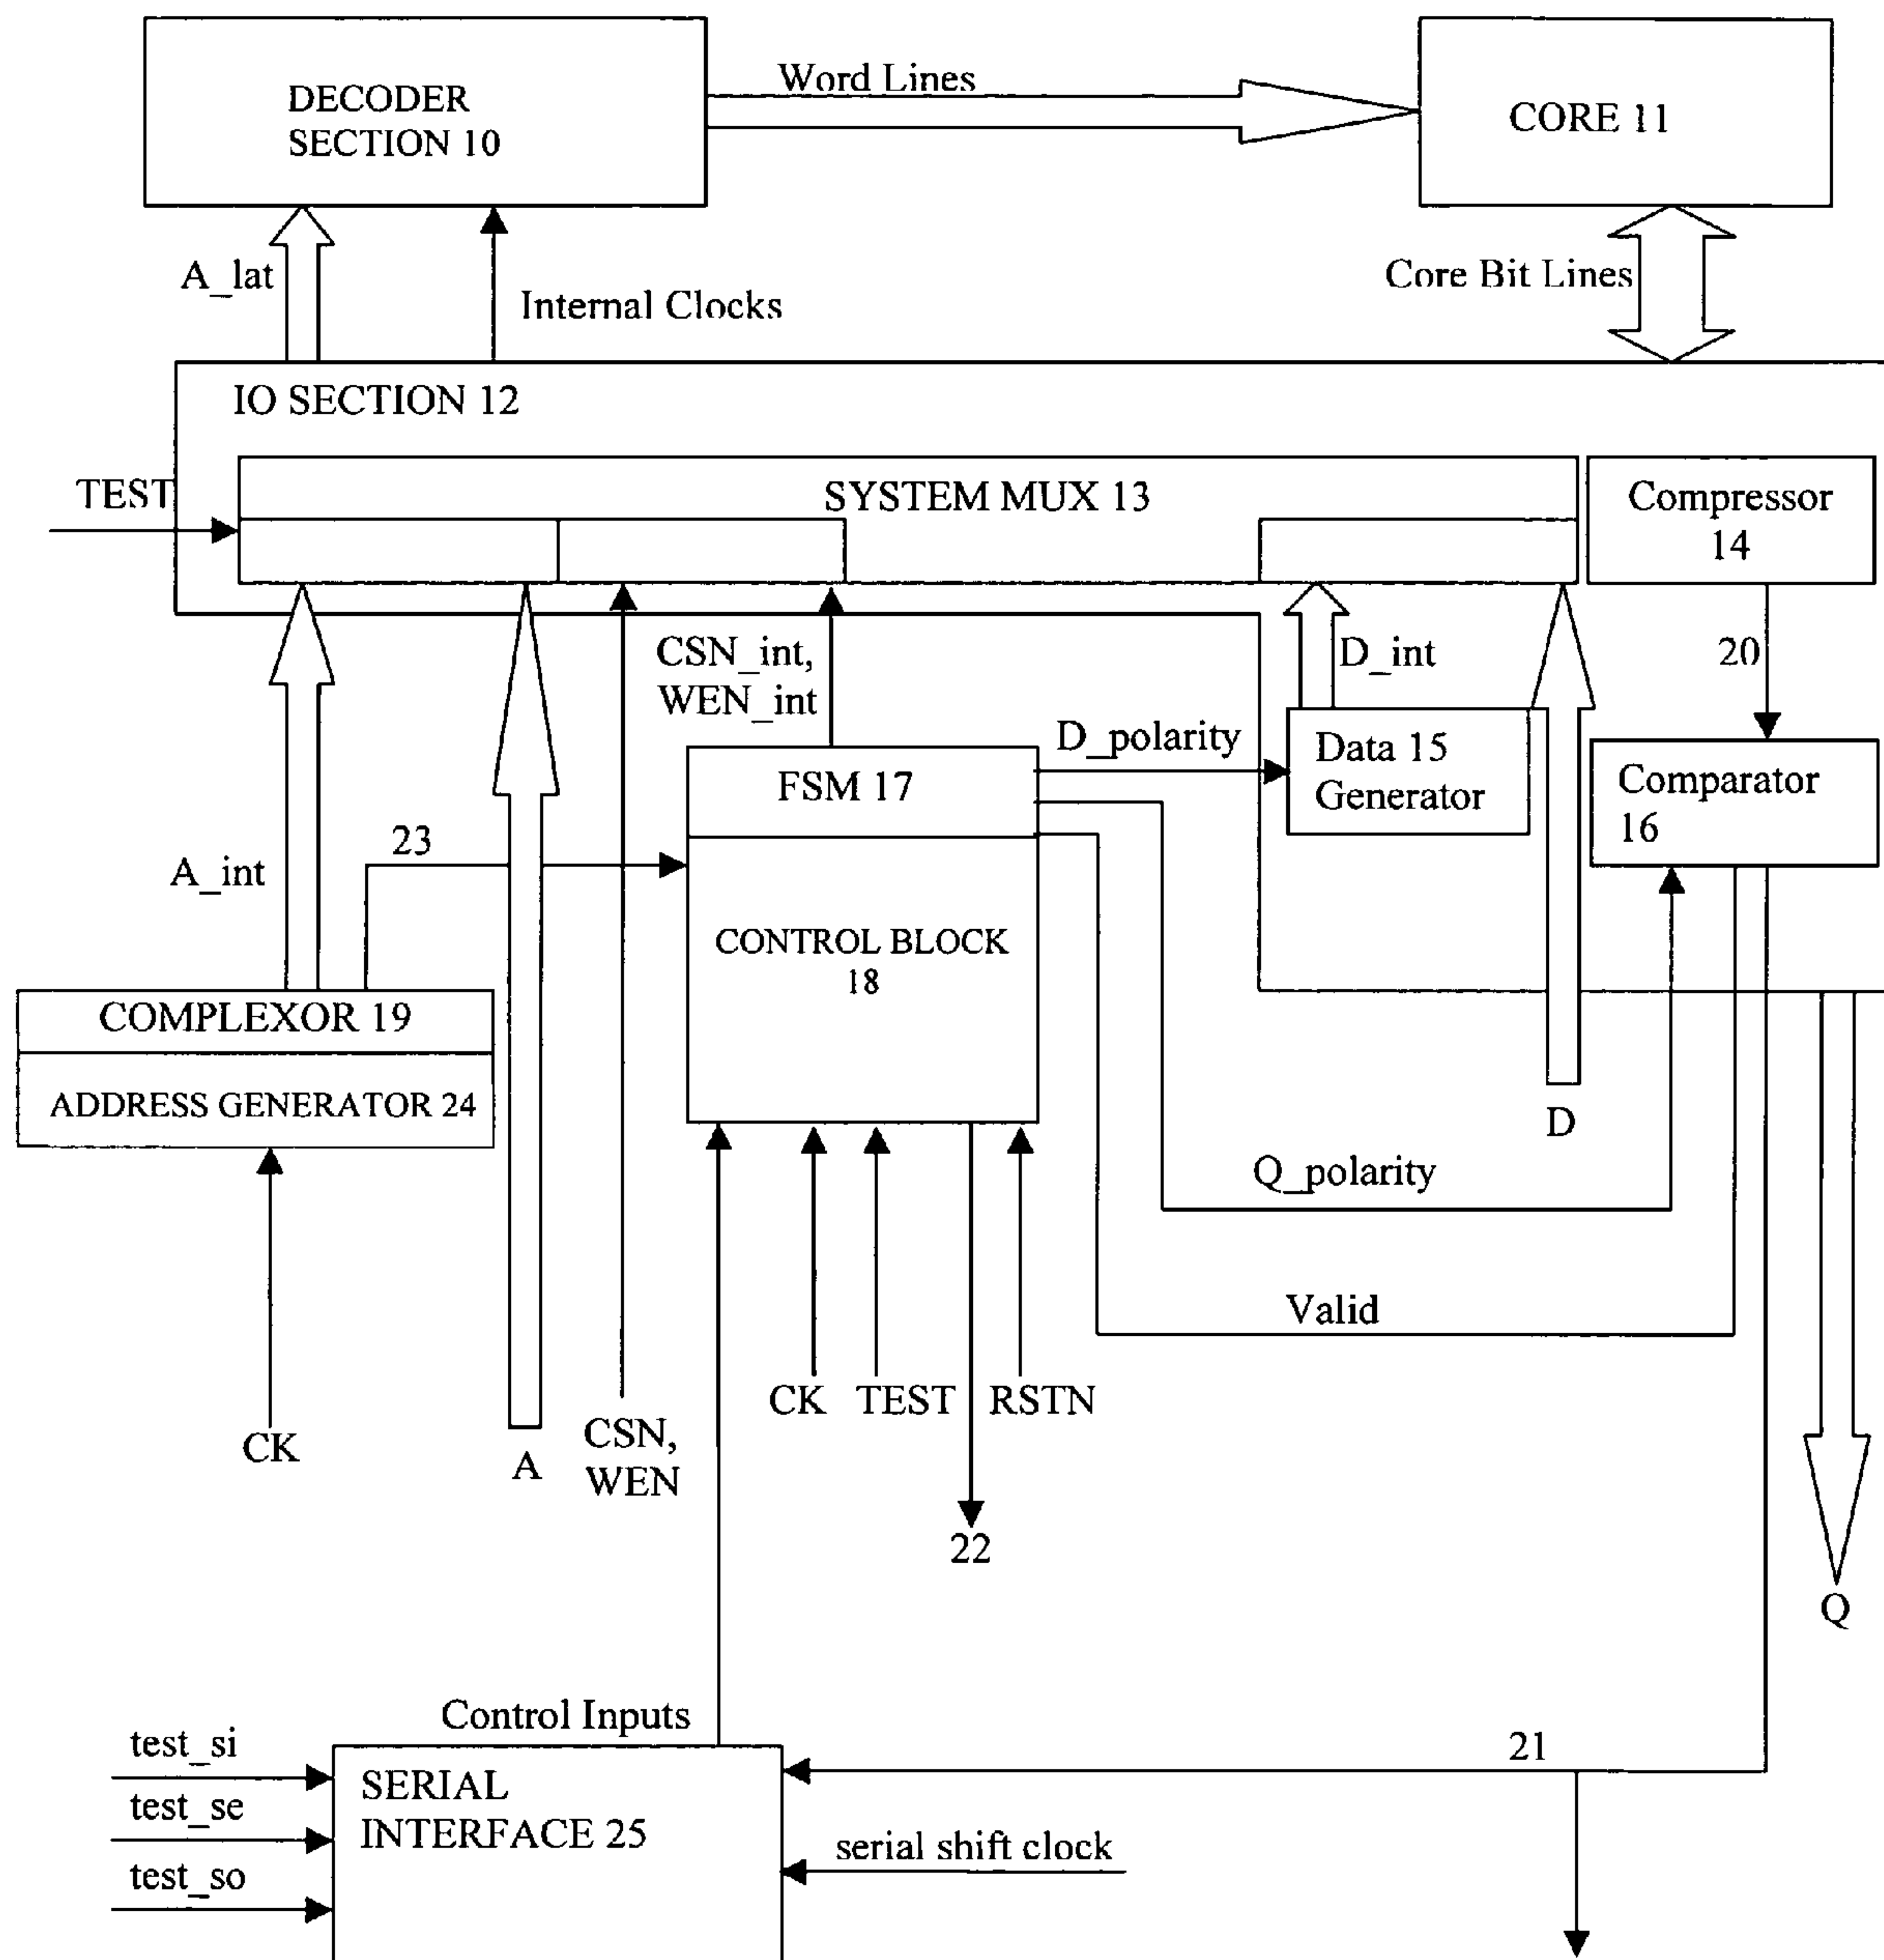 DECODER
SECTION 10
Word Lines
CORE 11
A_lat
Internal Clocks
Core Bit Lines
IO SECTION 12
TEST
SYSTEM MUX 13
Compressor
14
CSN_int,
WEN_int
D_int
20
D_polarity
FSM 17
Data 15
Generator
Comparator
16
23
A_int
CONTROL BLOCK
18
COMPLEXOR 19
ADDRESS GENERATOR 24
D
Q_polarity
Valid
CK
TEST
RSTN
CK
A
CSN,
WEN
22
Q
Control Inputs
test_si
test_se
test_so
SERIAL
INTERFACE 25
21
serial shift clock